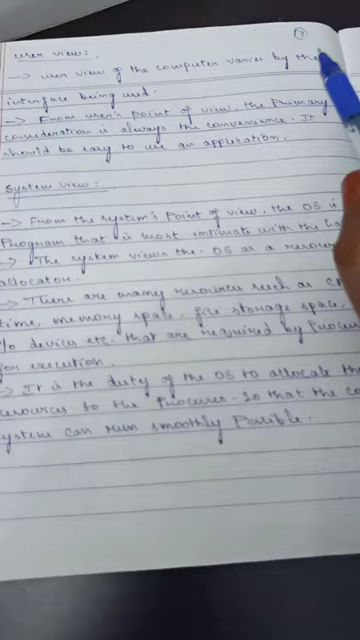 3
User view :
→ User view of the computer varies by the
interface being used.
→ From user's point of view, the Primary
consideration is always the convenience. It
should be easy to use an application.
System view :
→ From the system's point of view, the OS is
Program that is most intimate with the
→ The system views the OS as a
allocator.
→ There are many resources such as
time, memory space, file storage space,
I/o devices etc. that are required by
for execution.
→ It is the duty of the OS to allocate the
resources to the Processes. So that the
system can run smoothly Possible.